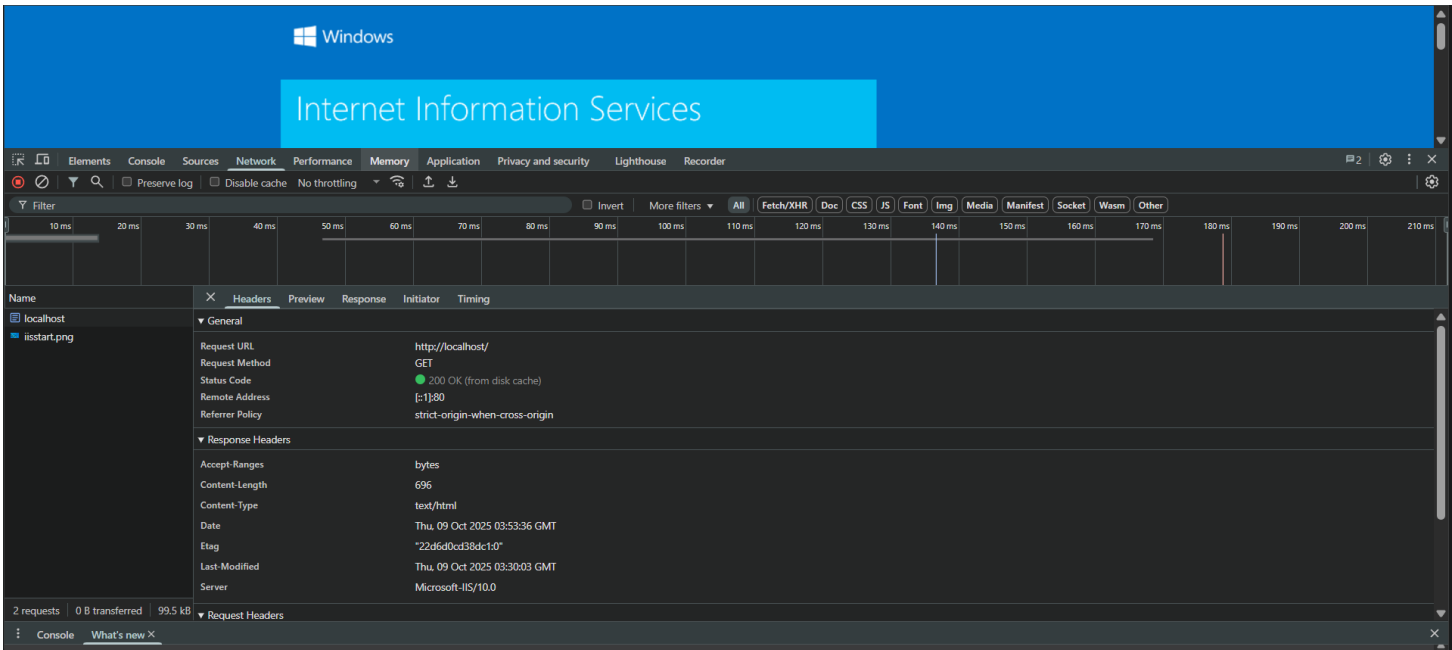 Windows
Internet Information Services
Elements Console Sources Network Performance Memory Application Privacy and security Lighthouse Recorder 2
Preserve log Disable cache No throttling
Filter Invert More filters All Fetch/XHR Doc CSS JS Font Img Media Manifest Socket Wasm Other
10 ms 20 ms 30 ms 40 ms 50 ms 60 ms 70 ms 80 ms 90 ms 100 ms 110 ms 120 ms 130 ms 140 ms 150 ms 160 ms 170 ms 180 ms 190 ms 200 ms 210 ms
Name
localhost
iisstart.png
Headers Preview Response Initiator Timing
General
Request URL http://localhost/
Request Method GET
Status Code 200 OK (from disk cache)
Remote Address [::1]:80
Referrer Policy strict-origin-when-cross-origin
Response Headers
Accept-Ranges bytes
Content-Length 696
Content-Type text/html
Date Thu, 09 Oct 2025 03:53:36 GMT
Etag "22d6d0cd38dc1:0"
Last-Modified Thu, 09 Oct 2025 03:30:03 GMT
Server Microsoft-IIS/10.0
Request Headers
2 requests 0 B transferred 99.5 kB
Console What's new